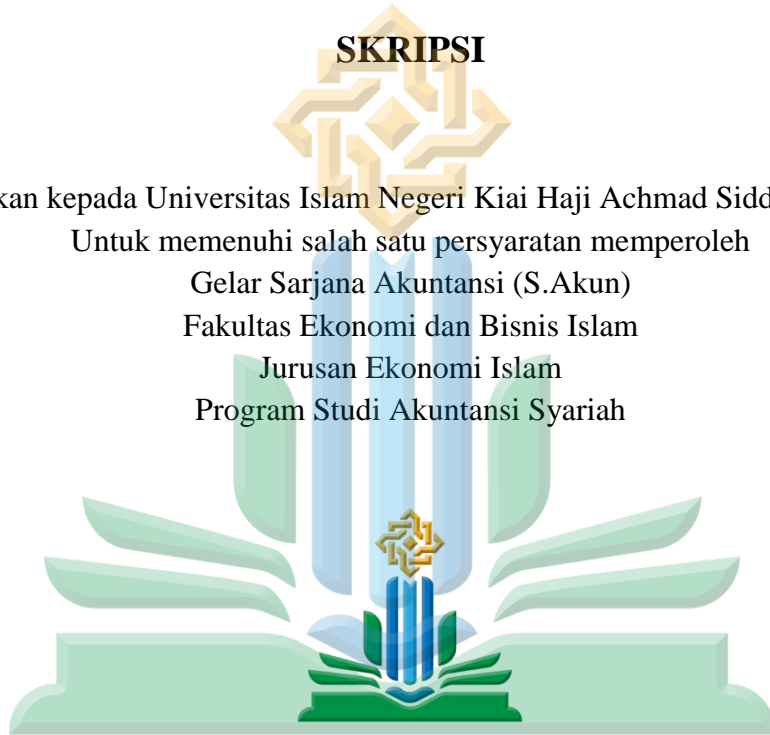 SKRIPSI
kan kepada Universitas Islam Negeri Kiai Haji Achmad Sidd
Untuk memenuhi salah satu persyaratan memperoleh
Gelar Sarjana Akuntansi (S.Akun)
Fakultas Ekonomi dan Bisnis Islam
Jurusan Ekonomi Islam
Program Studi Akuntansi Syariah